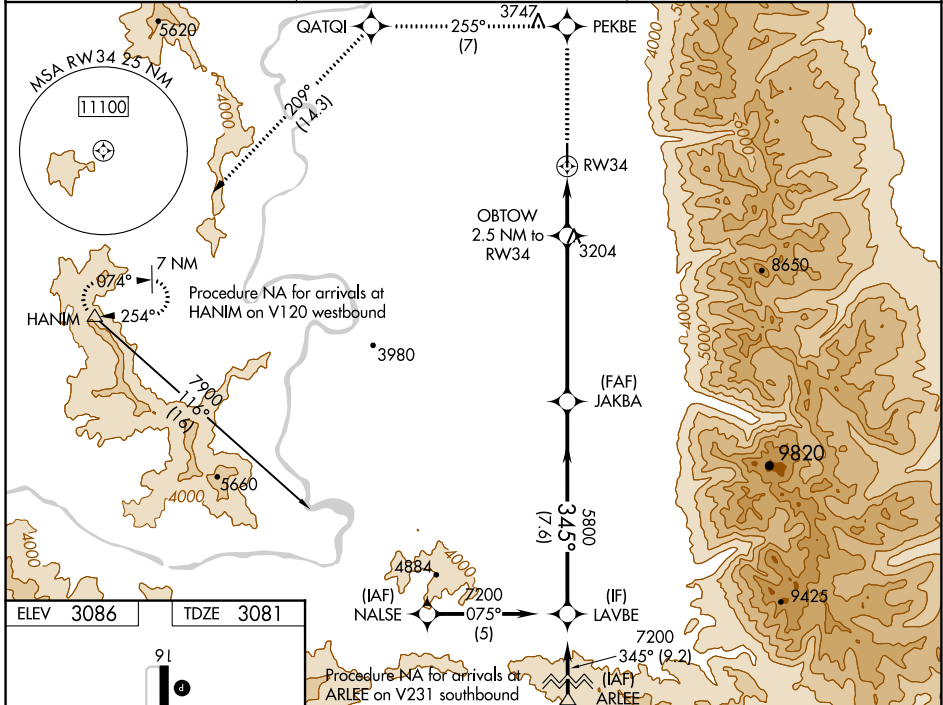 5620
MSA RW34 25 NM
11100
4000
QATQI
255°
(7)
3747
PEKBE
4000
209°
(14.3)
RW34
OBTOW
2.5 NM to
RW34
3204
8650
4000
5000
7 NM
074°
254°
HANIM
Procedure NA for arrivals at
HANIM on V120 westbound
3980
7900
116°
(16)
(FAF)
JAKBA
9820
5660
4000
4000
5800
345°
(7.6)
4884
4000
(IAF)
NALSE
7200
075°
(5)
(IF)
LAVBE
9425
7200
345° (9.2)
(IAF)
ARLEE
Procedure NA for arrivals at
ARLEE on V231 southbound
ELEV 3086
TDZE 3081
16
P